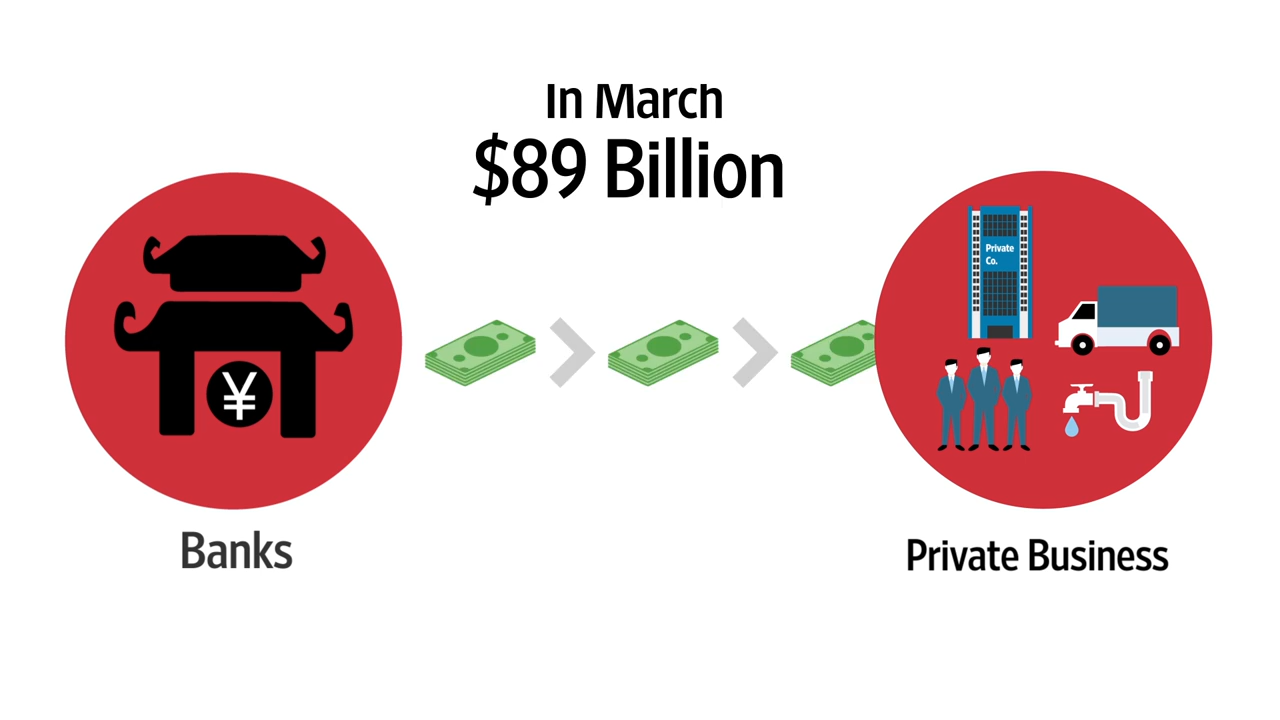 In March
$89 Billion
Private
Co.
¥
Banks
Private Business